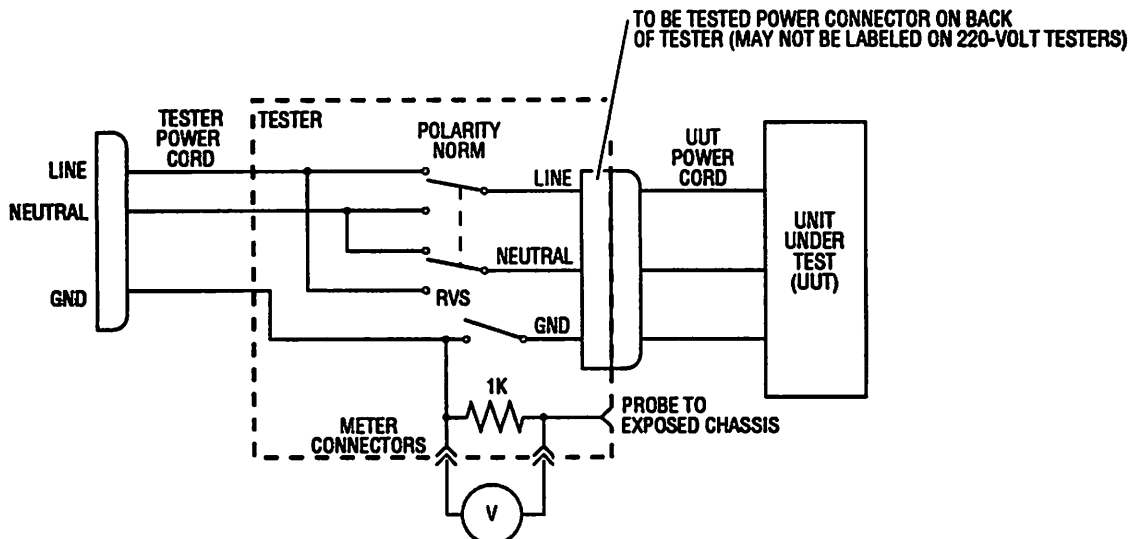 TO BE TESTED POWER CONNECTOR ON BACK
OF TESTER (MAY NOT BE LABELED ON 220-VOLT TESTERS)
TESTER
POWER
CORD
TESTER
POLARITY
NORM
UUT
POWER
CORD
LINE
LINE
NEUTRAL
UNIT
UNDER
TEST
(UUT)
NEUTRAL
GND
RVS
GND
1K
PROBE TO
EXPOSED CHASSIS
METER
CONNECTORS
V